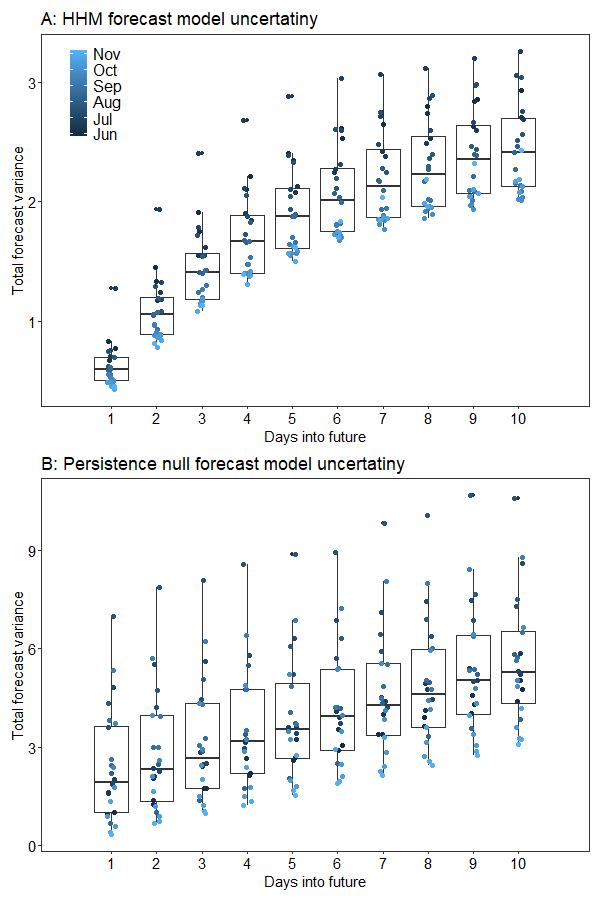 A: HHM forecast model uncertatiny
Nov
Oct
Sep
Aug
Jul
Jun
Total forecast variance
3
2
1
1 2 3 4 5 6 7 8 9 10
Days into future
B: Persistence null forecast model uncertatiny
Total forecast variance
9
6
3
0
1 2 3 4 5 6 7 8 9 10
Days into future